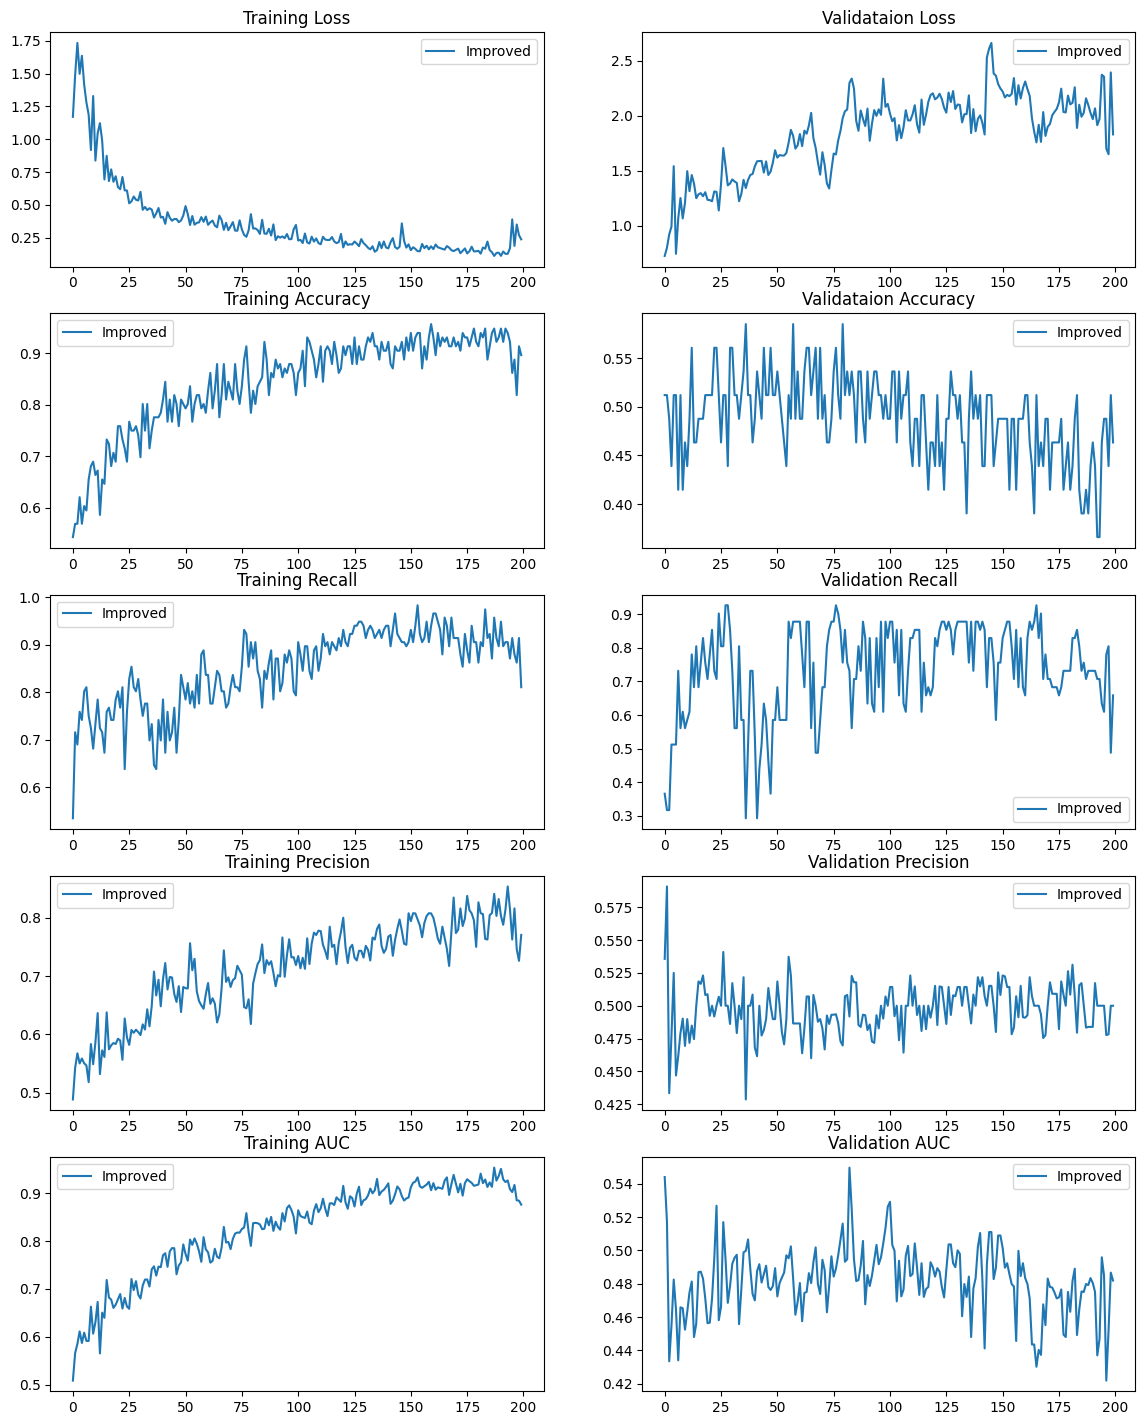 Training Loss
Validataion Loss
1.75
1.50
1.25
1.00
0.75
0.50
0.25
Improved
0 25 50 75 100 125 150 175 200
2.5
2.0
1.5
1.0
Improved
0 25 50 75 100 125 150 175 200
Training Accuracy
Validataion Accuracy
0.9
0.8
0.7
0.6
Improved
0 25 50 75 100 125 150 175 200
0.55
0.50
0.45
0.40
Improved
0 25 50 75 100 125 150 175 200
Training Recall
Validation Recall
1.0
0.9
0.8
0.7
0.6
Improved
0 25 50 75 100 125 150 175 200
0.9
0.8
0.7
0.6
0.5
0.4
0.3
Improved
0 25 50 75 100 125 150 175 200
Training Precision
Validation Precision
0.8
0.7
0.6
0.5
Improved
0 25 50 75 100 125 150 175 200
0.575
0.550
0.525
0.500
0.475
0.450
0.425
Improved
0 25 50 75 100 125 150 175 200
Training AUC
Validation AUC
0.9
0.8
0.7
0.6
0.5
Improved
0 25 50 75 100 125 150 175 200
0.54
0.52
0.50
0.48
0.46
0.44
0.42
Improved
0 25 50 75 100 125 150 175 200